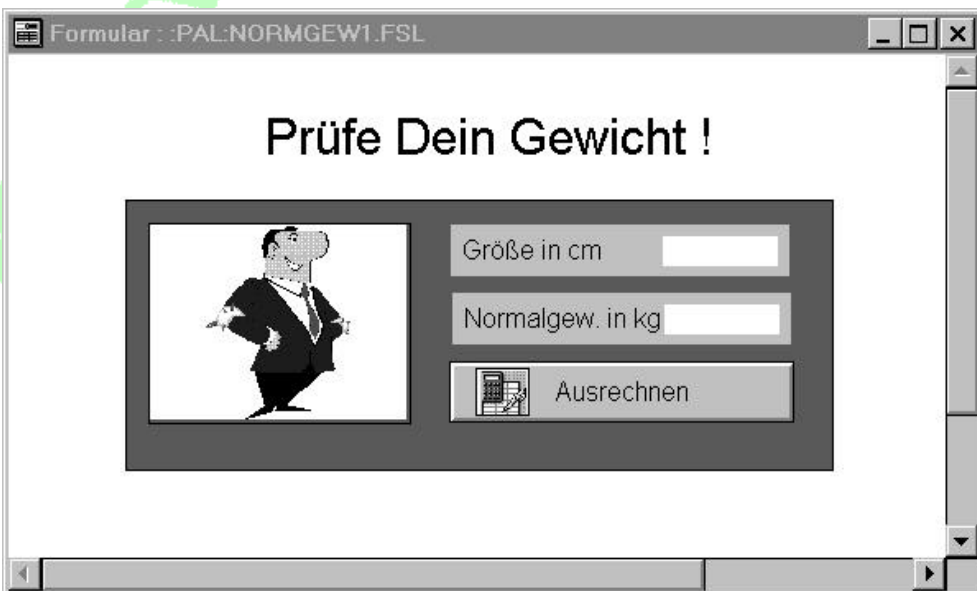 Formular : :PAL:NORMGEW1.FSL
Prüfe Dein Gewicht !
Größe in cm
Normalgew. in kg
Ausrechnen